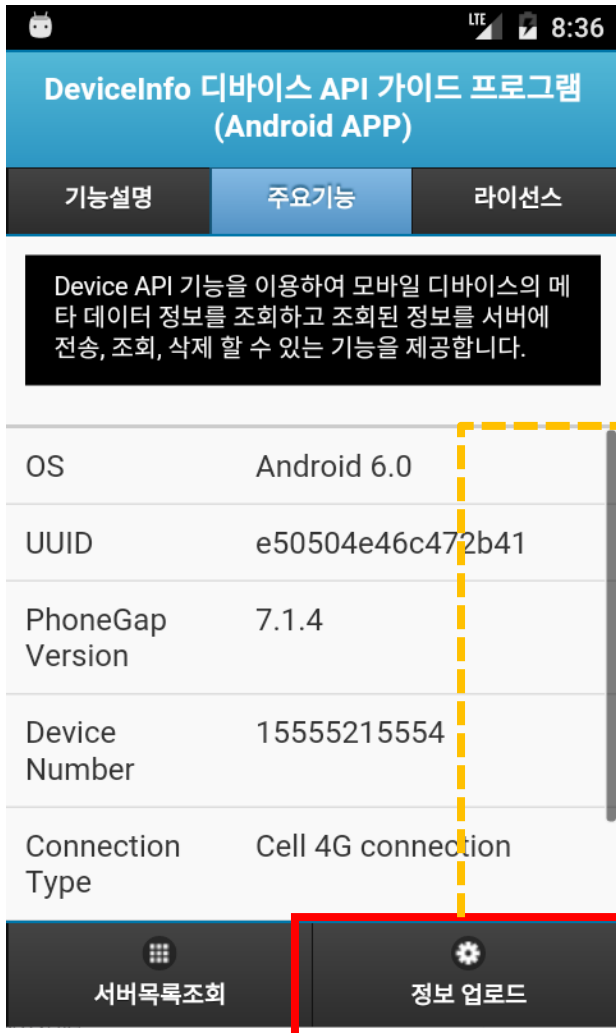 LTE 8:36
DeviceInfo 디바이스 API 가이드 프로그램
(Android APP)
기능설명 주요기능 라이선스
Device API 기능을 이용하여 모바일 디바이스의 메
타 데이터 정보를 조회하고 조회된 정보를 서버에
전송, 조회, 삭제 할 수 있는 기능을 제공합니다.
OS Android 6.0
UUID e50504e46c472b41
PhoneGap 7.1.4
Version
Device 15555215554
Number
Connection Cell 4G connection
Type
서버목록조회 정보 업로드